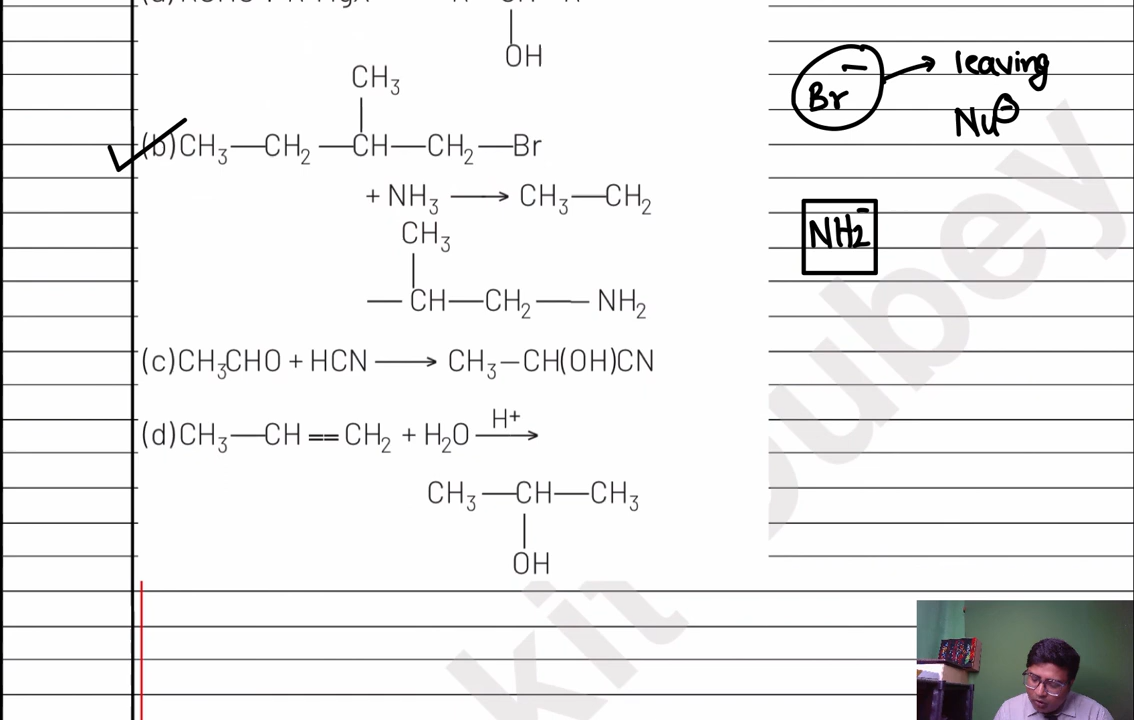 OH
CH₃
(b)CH₃—CH₂—CH—CH₂—Br
+ NH₃ ⟶ CH₃—CH₂
CH₃
—CH—CH₂—NH₂
(c)CH₃CHO + HCN ⟶ CH₃–CH(OH)CN
(d)CH₃—CH==CH₂ + H₂O ⟶
H+
CH₃—CH—CH₃
OH
Br⁻ → leaving
Nu⊖
NH₂⁻